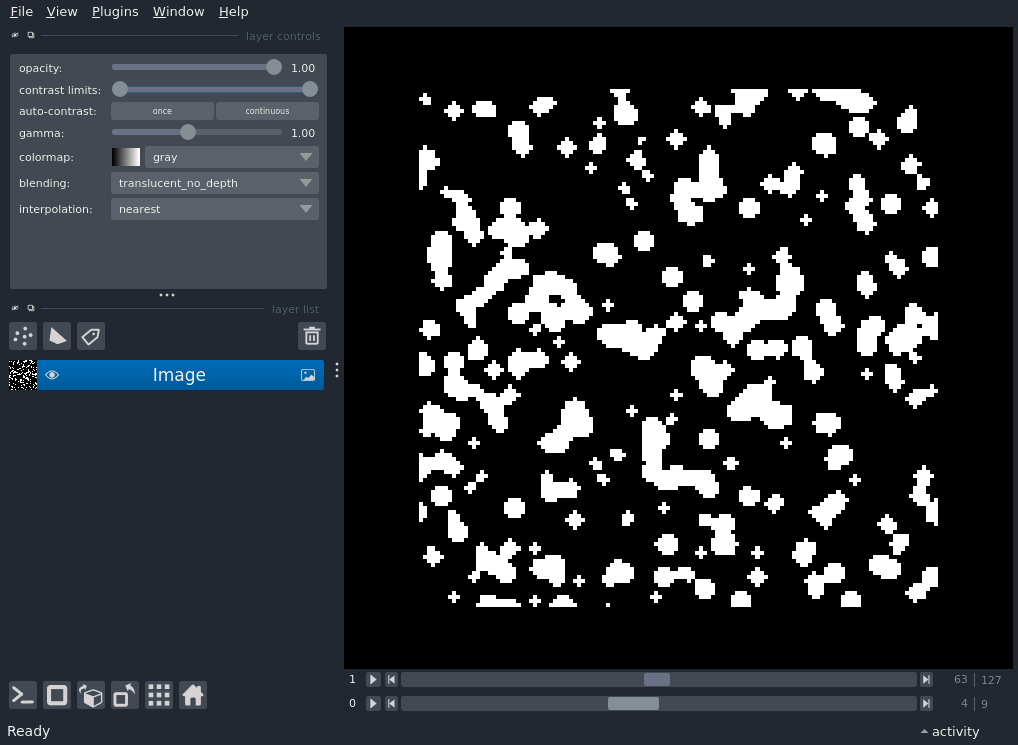 File View Plugins Window Help
layer controls
opacity: 1.00
contrast limits:
auto-contrast: once continuous
gamma: 1.00
colormap: gray
blending: translucent_no_depth
interpolation: nearest
layer list
Image
1 63 127
0 4 9
Ready activity